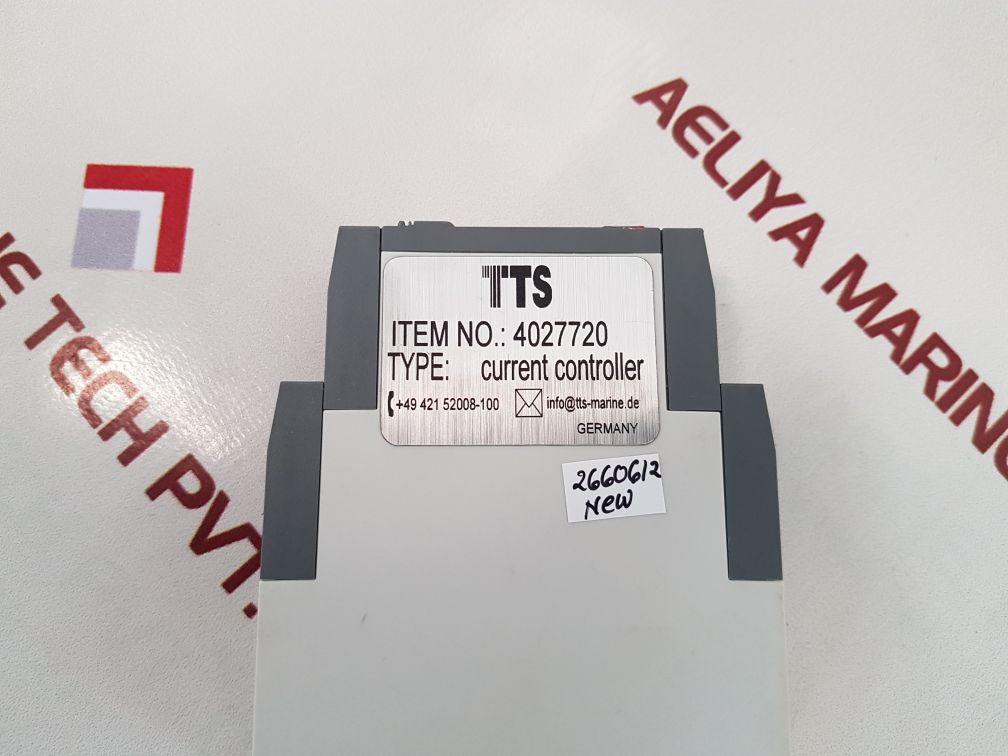 AELIYA MARINE
TTS
ITEM NO.: 4027720
TYPE: current controller
+49 421 52008-100 info@tts-marine.de
GERMANY
2660612
New
TECH PVT.